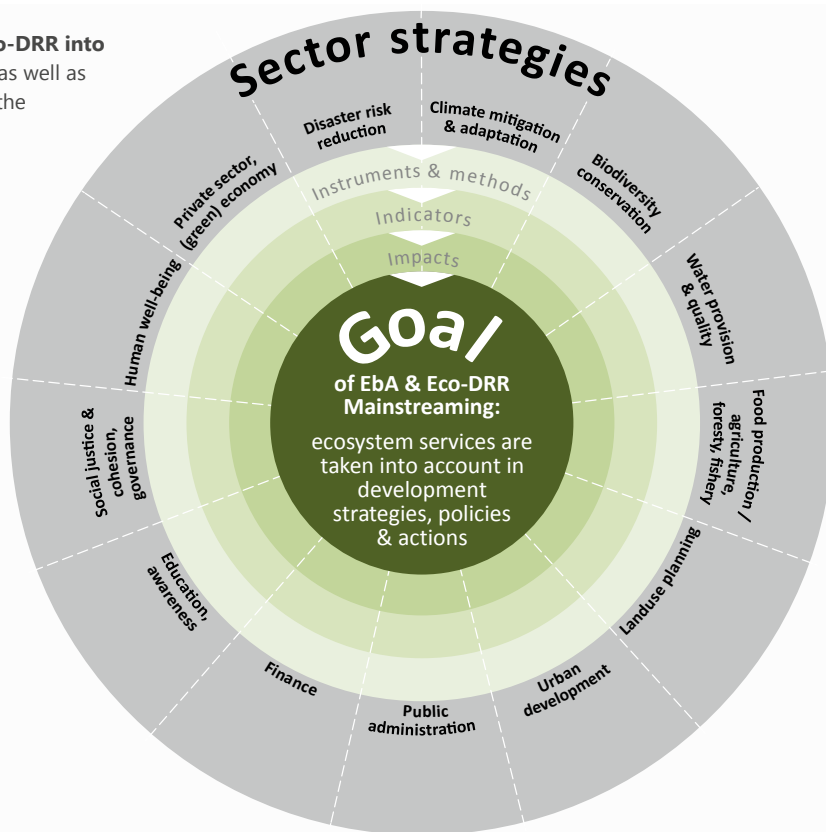 o-DRR into
as well as
the
Sector strategies
Disaster risk
reduction
Climate mitigation
& adaptation
Biodiversity
conservation
Water provision
& quality
Food production /
agriculture,
foresty, fishery
Landuse planning
Urban
development
Public
administration
Finance
Education,
awareness
Social justice &
cohesion,
governance
Human well-being
Private sector,
(green) economy
Instruments & methods
Indicators
Impacts
Goal
of EbA & Eco-DRR
Mainstreaming:
ecosystem services are
taken into account in
development
strategies, policies
& actions